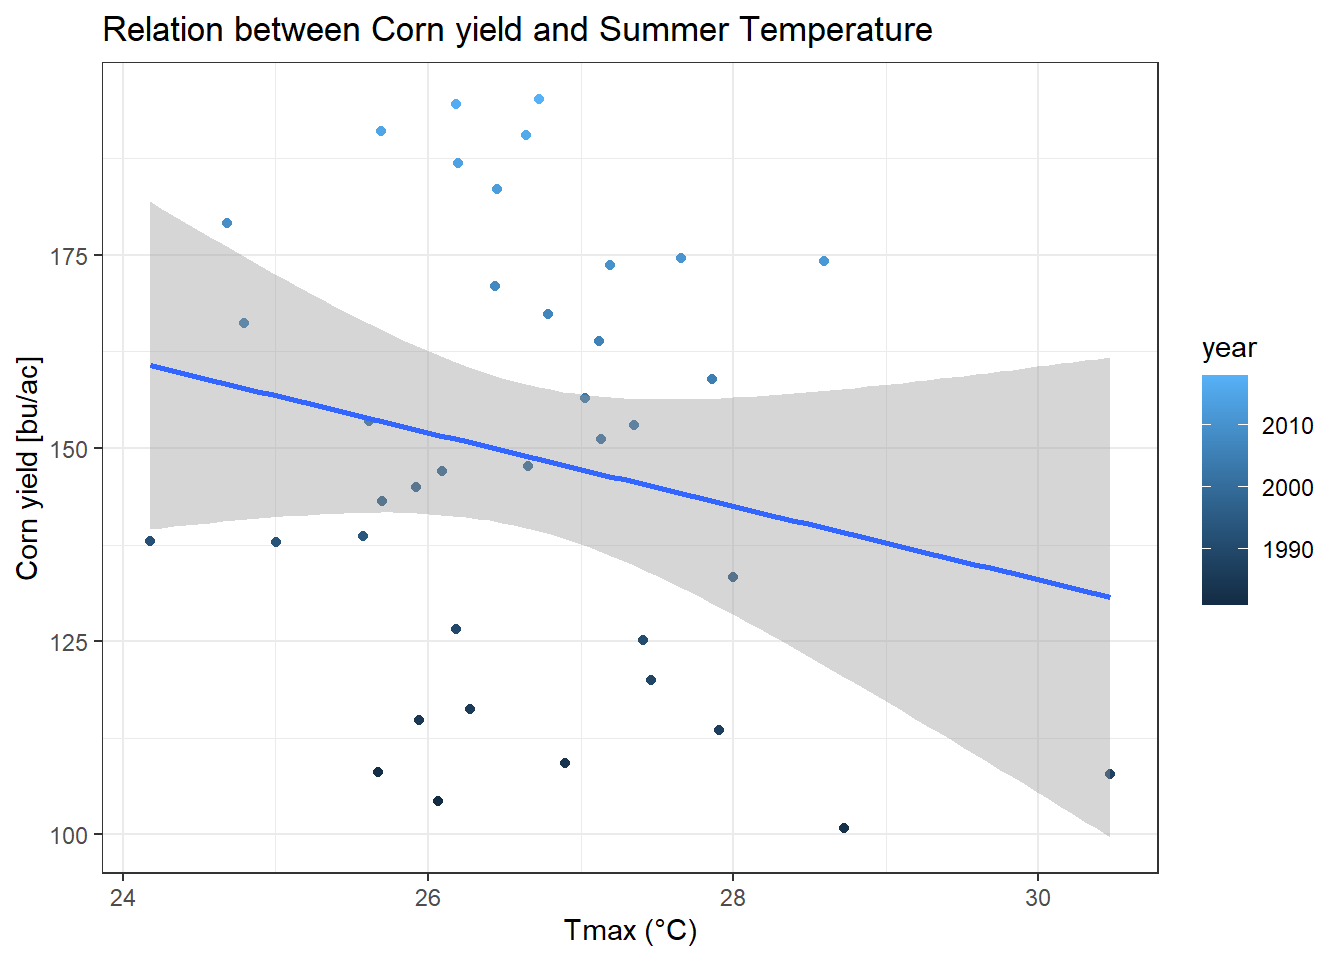 Relation between Corn yield and Summer Temperature
Corn yield [bu/ac]
175
150
125
100
24
26
28
30
Tmax (°C)
year
2010
2000
1990